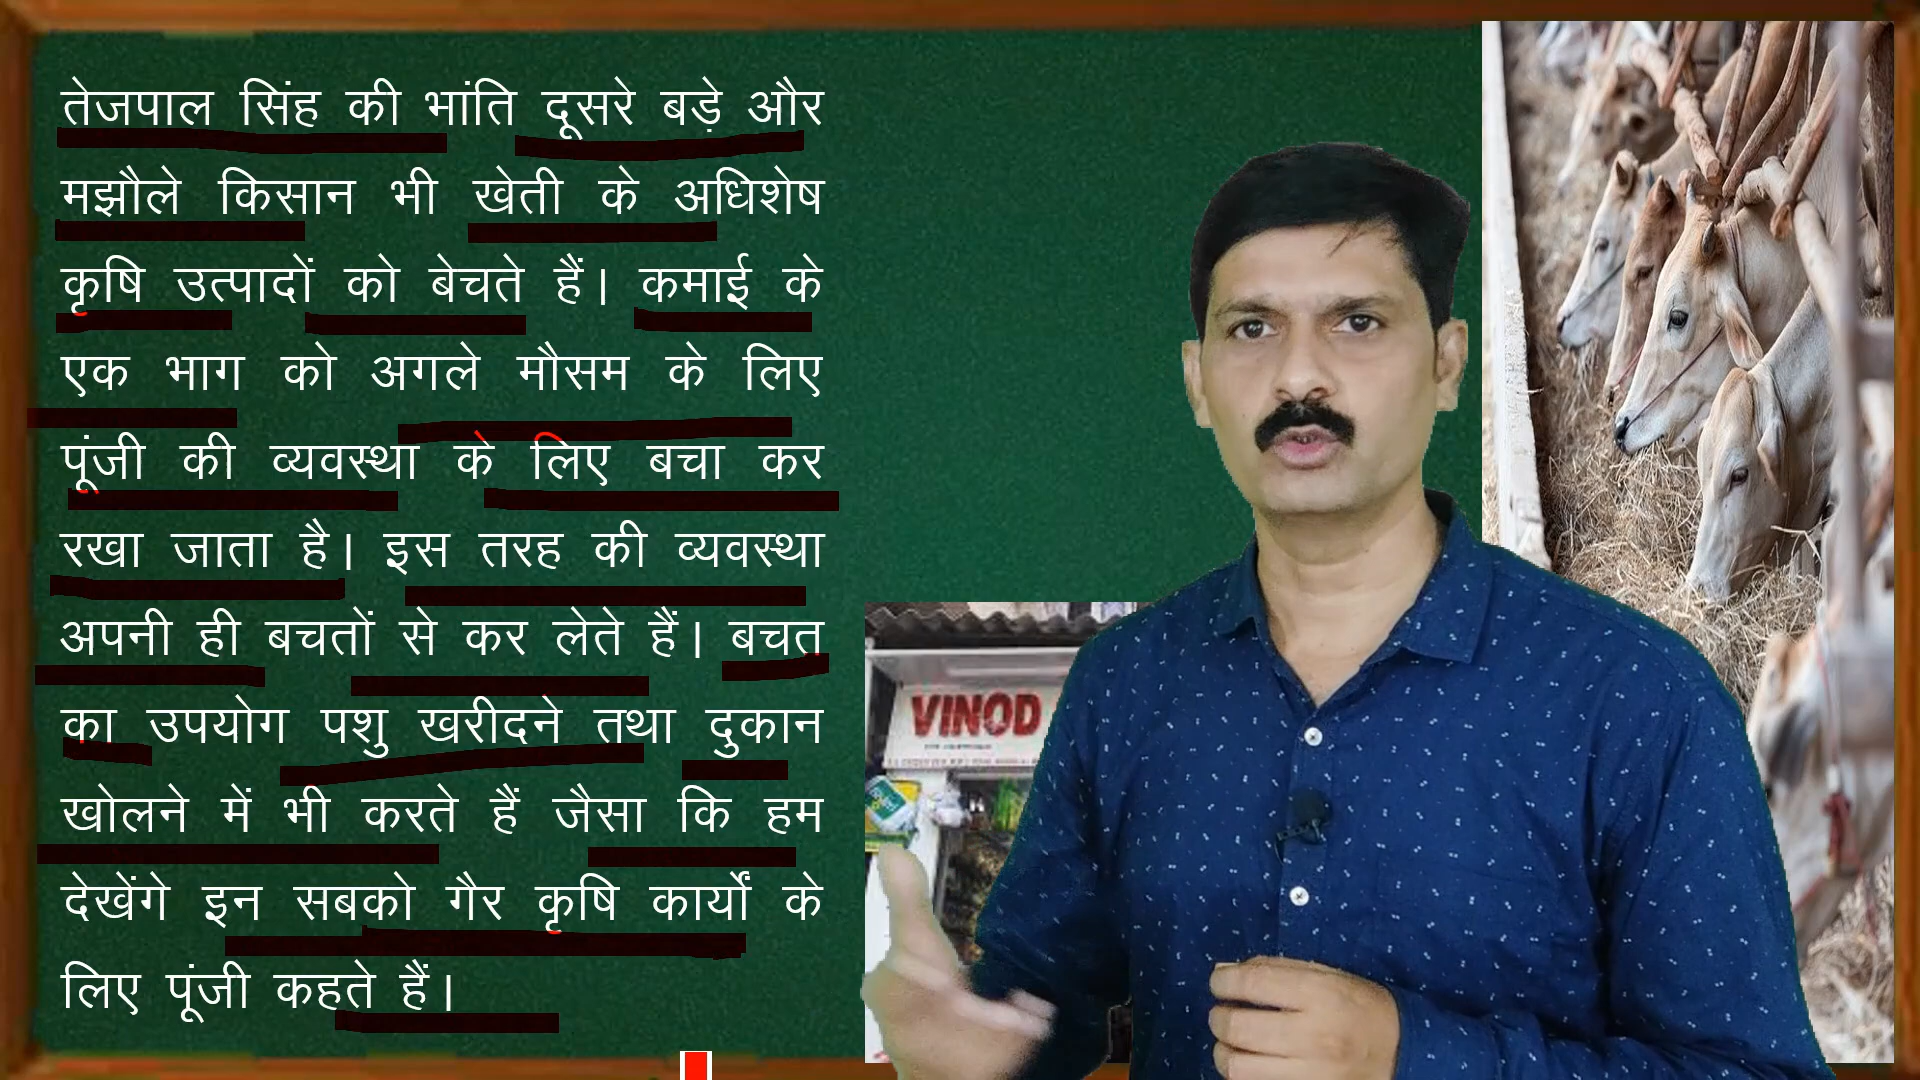 तेजपाल सिंह की भांति दूसरे बड़े और
मझौले किसान भी खेती के अधिशेष
कृषि उत्पादों को बेचते हैं। कमाई के
एक भाग को अगले मौसम के लिए
पूंजी की व्यवस्था के लिए बचा कर
रखा जाता है। इस तरह की व्यवस्था
अपनी ही बचतों से कर लेते हैं। बचत
का उपयोग पशु खरीदने तथा दुकान
खोलने में भी करते हैं जैसा कि हम
देखेंगे इन सबको गैर कृषि कार्यों के
लिए पूंजी कहते हैं।
VINOD